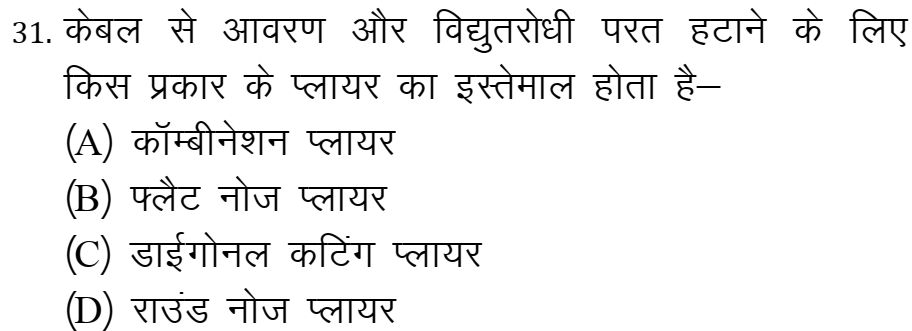 31. केबल से आवरण और विद्युतरोधी परत हटाने के लिए
किस प्रकार के प्लायर का इस्तेमाल होता है–
(A) कॉम्बीनेशन प्लायर
(B) फ्लैट नोज प्लायर
(C) डाईगोनल कटिंग प्लायर
(D) राउंड नोज प्लायर